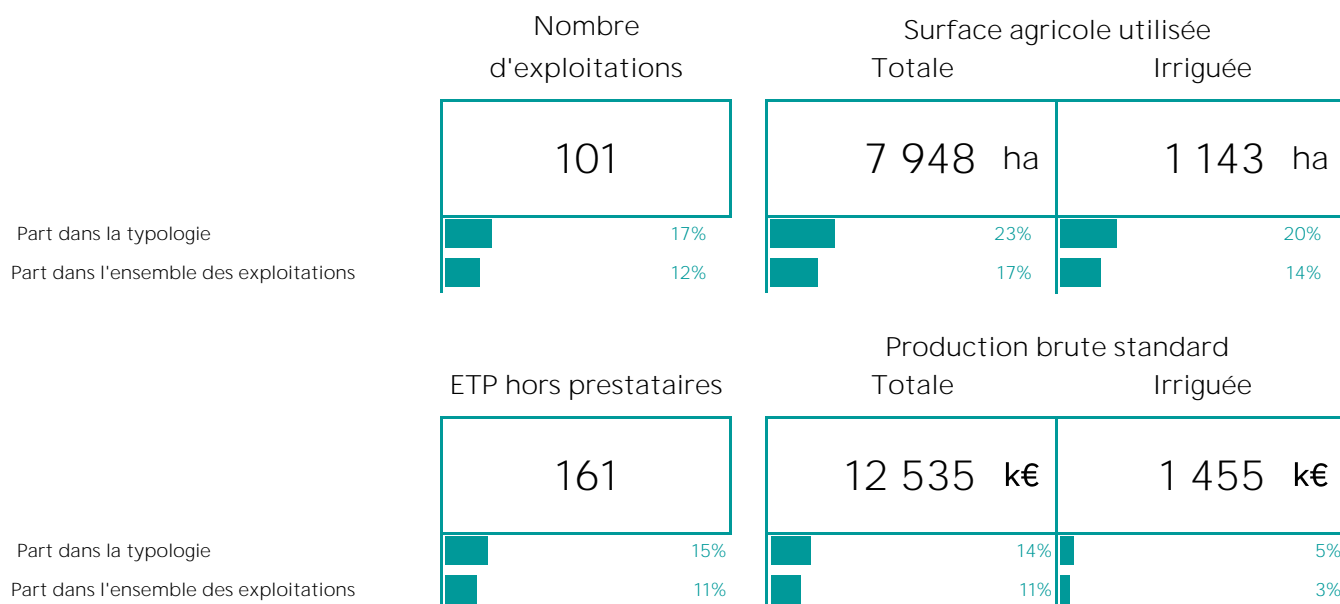 Nombre
d'exploitations
Surface agricole utilisée
Totale Irriguée
101 7 948 ha 1 143 ha
Part dans la typologie 17% 23% 20%
Part dans l'ensemble des exploitations 12% 17% 14%
Production brute standard
ETP hors prestataires Totale Irriguée
161 12 535 k€ 1 455 k€
Part dans la typologie 15% 14% 5%
Part dans l'ensemble des exploitations 11% 11% 3%